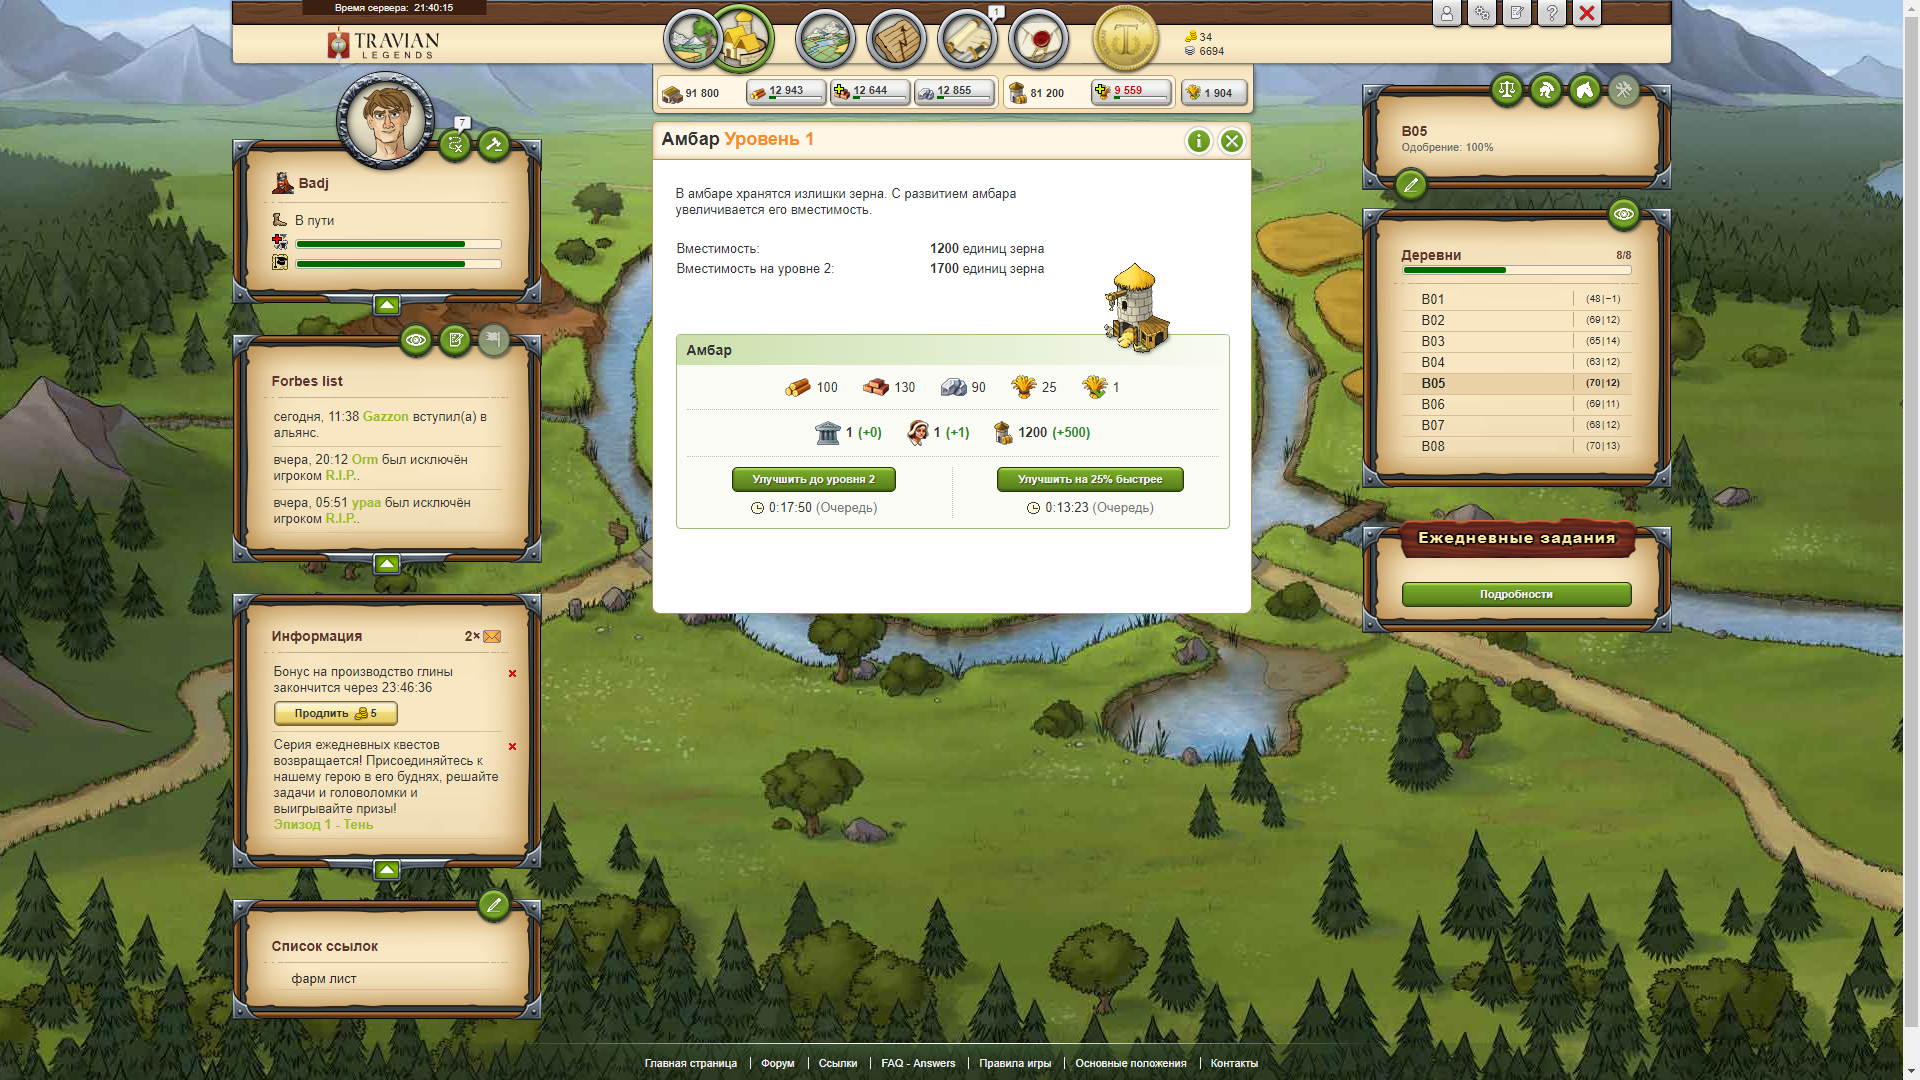 Время сервера: 21:40:15
TRAVIAN
LEGENDS
1
34
6694
91 800
12 943
12 644
12 855
81 200
9 559
1 904
7
Badj
В пути
Forbes list
сегодня, 11:38 Gazzon вступил(а) в
альянс.
вчера, 20:12 Orm был исключён
игроком R.I.P..
вчера, 05:51 ypaa был исключён
игроком R.I.P..
Информация 2×
Бонус на производство глины
закончится через 23:46:36
Продлить 5
Серия ежедневных квестов
возвращается! Присоединяйтесь к
нашему герою в его буднях, решайте
задачи и головоломки и
выигрывайте призы!
Эпизод 1 - Тень
Список ссылок
фарм лист
Амбар Уровень 1
В амбаре хранятся излишки зерна. С развитием амбара
увеличивается его вместимость.
Вместимость: 1200 единиц зерна
Вместимость на уровне 2: 1700 единиц зерна
Амбар
100 130 90 25 1
1 (+0) 1 (+1) 1200 (+500)
Улучшить до уровня 2
0:17:50 (Очередь)
Улучшить на 25% быстрее
0:13:23 (Очередь)
B05
Одобрение: 100%
Деревни 8/8
B01 (48|−1)
B02 (69|12)
B03 (65|14)
B04 (63|12)
B05 (70|12)
B06 (69|11)
B07 (68|12)
B08 (70|13)
Ежедневные задания
Подробности
Главная страница | Форум | Ссылки | FAQ - Answers | Правила игры | Основные положения | Контакты